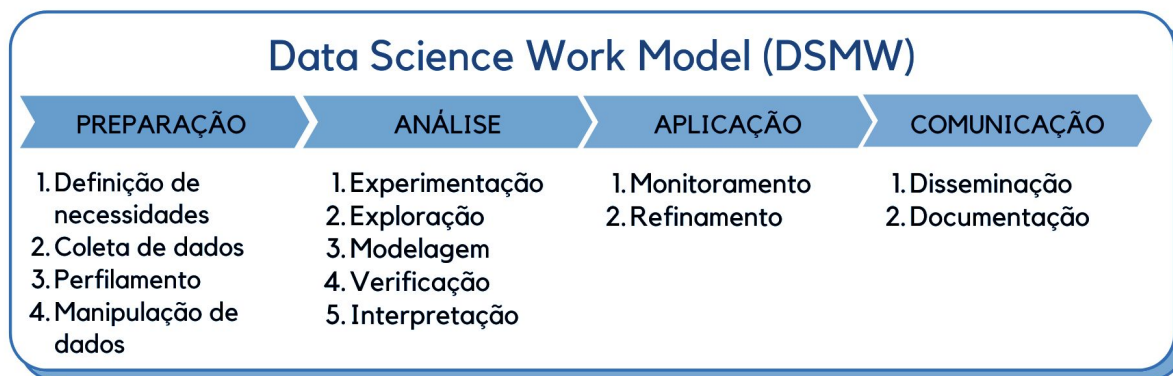 Data Science Work Model (DSMW)
PREPARAÇÃO
1. Definição de
necessidades
2. Coleta de dados
3. Perfilamento
4. Manipulação de
dados
ANÁLISE
1. Experimentação
2. Exploração
3. Modelagem
4. Verificação
5. Interpretação
APLICAÇÃO
1. Monitoramento
2. Refinamento
COMUNICAÇÃO
1. Disseminação
2. Documentação